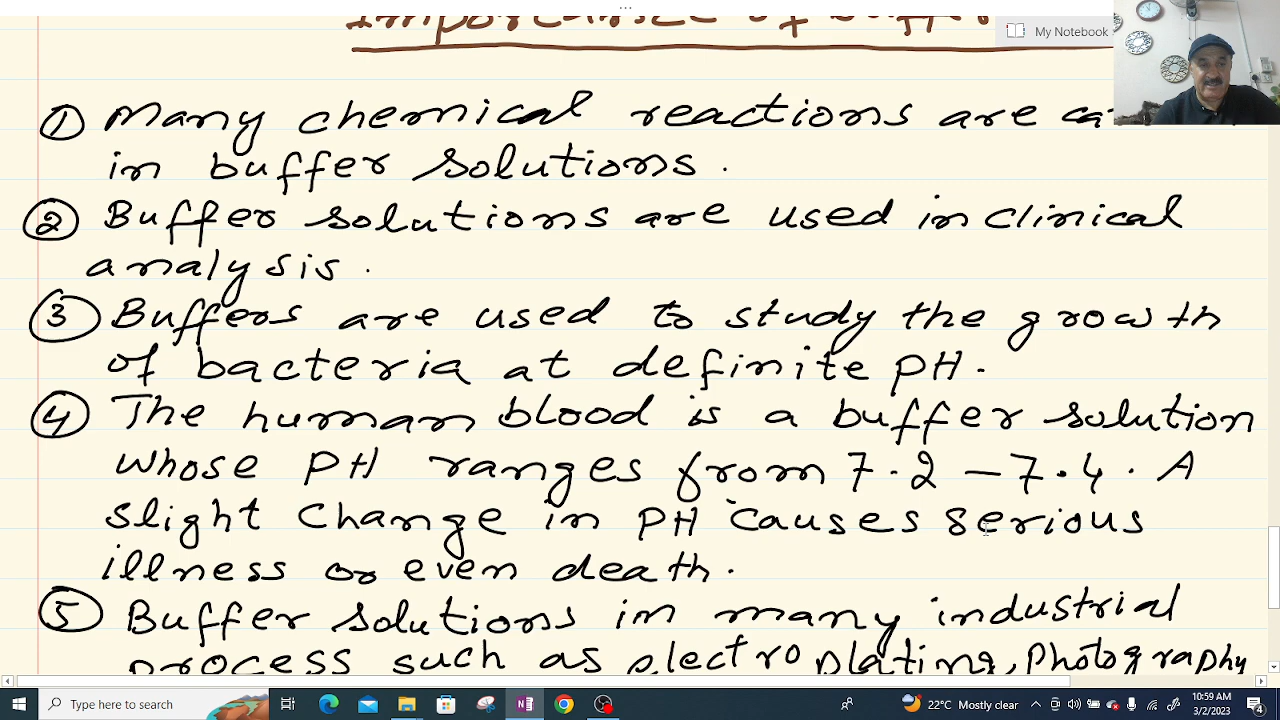 Importance of buffer
My Notebook
① Many chemical reactions are
in buffer solutions.
② Buffer solutions are used in clinical
analysis.
③ Buffers are used to study the growth
of bacteria at definite PH.
④ The human blood is a buffer solution
whose PH ranges from 7.2 – 7.4. A
slight change in PH causes serious
illness or even death.
⑤ Buffer solutions in many industrial
process such as electroplating, Photography
Type here to search
22°C Mostly clear
10:59 AM
3/2/2023
4